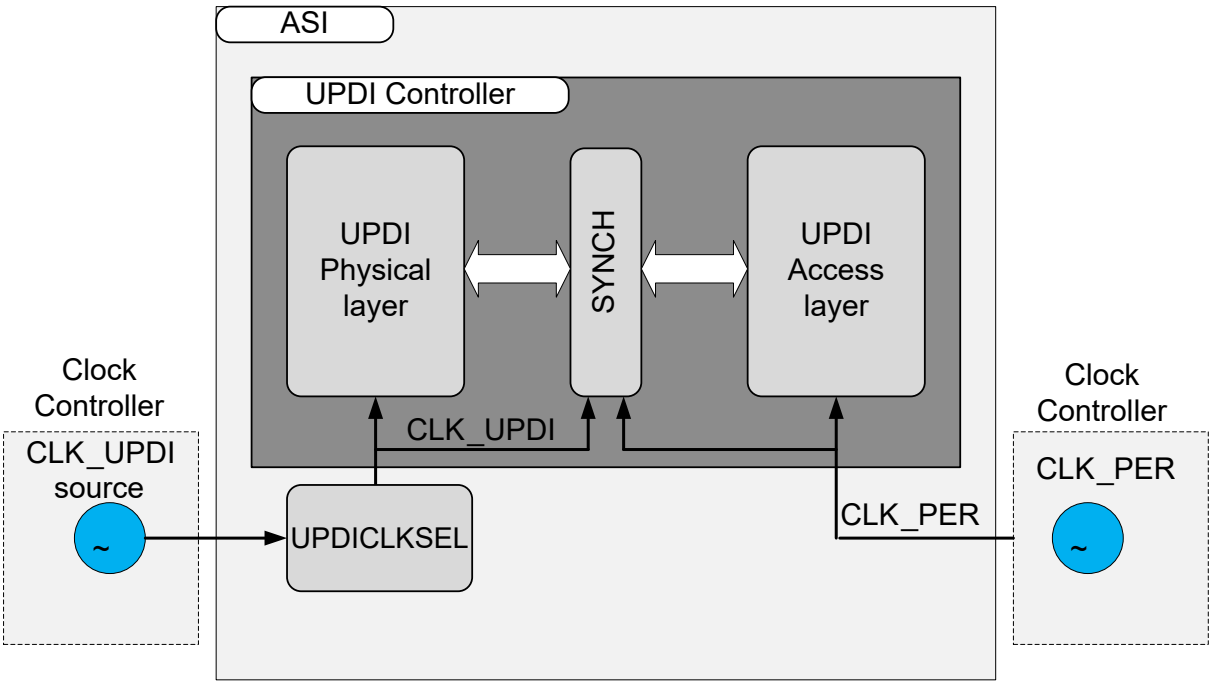 ASI
UPDI Controller
UPDI
Physical
layer
SYNCH
UPDI
Access
layer
CLK_UPDI
Clock
Controller
CLK_UPDI
source
~
UPDICLKSEL
CLK_PER
Clock
Controller
CLK_PER
~